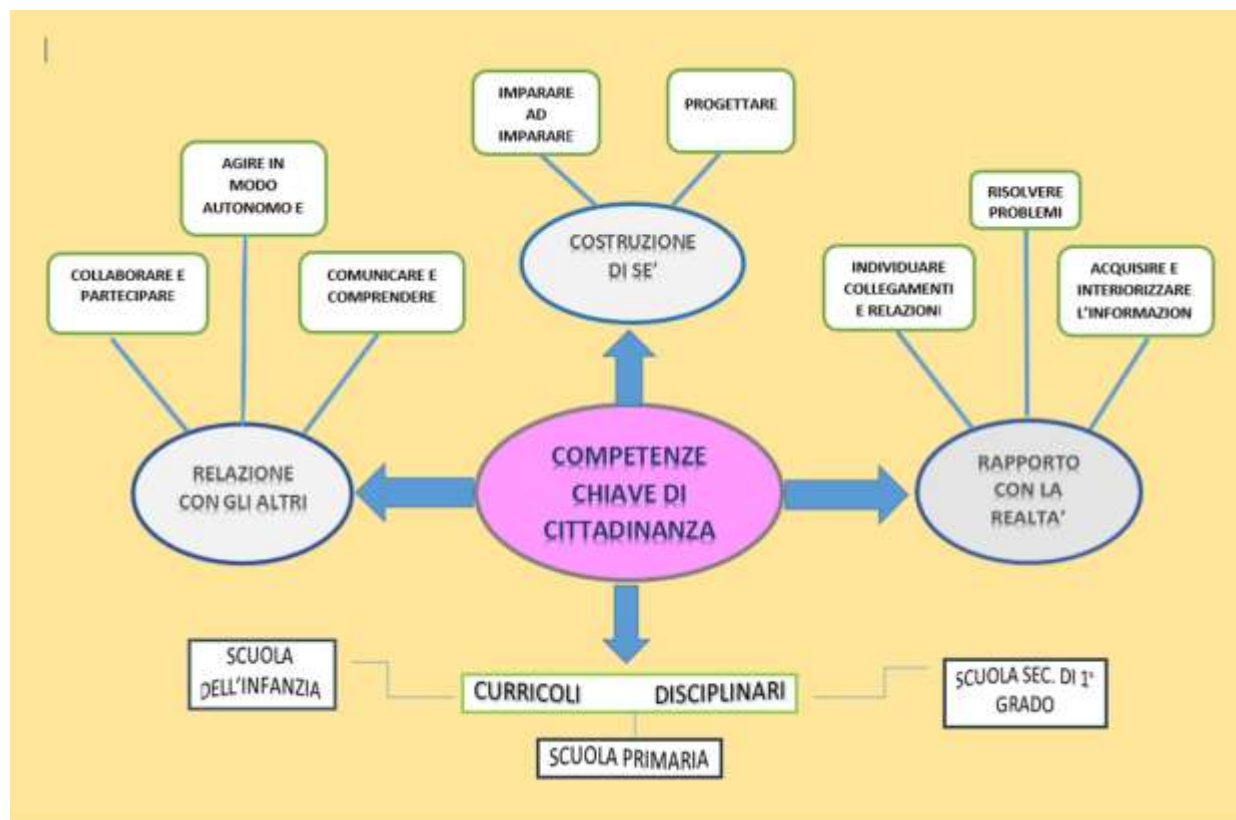 IMPARARE
AD
IMPARARE
PROGETTARE
AGIRE IN
MODO
AUTONOMO E
RISOLVERE
PROBLEMI
COLLABORARE E
PARTECIPARE
COMUNICARE E
COMPRENDERE
COSTRUZIONE
DI SE'
INDIVIDUARE
COLLEGAMENTI
E RELAZIONI
ACQUISIRE E
INTERIORIZZARE
L'INFORMAZION
RELAZIONE
CON GLI ALTRI
COMPETENZE
CHIAVE DI
CITTADINANZA
RAPPORTO
CON LA
REALTA'
SCUOLA
DELL'INFANZIA
CURRICOLI DISCIPLINARI
SCUOLA SEC. DI 1°
GRADO
SCUOLA PRIMARIA